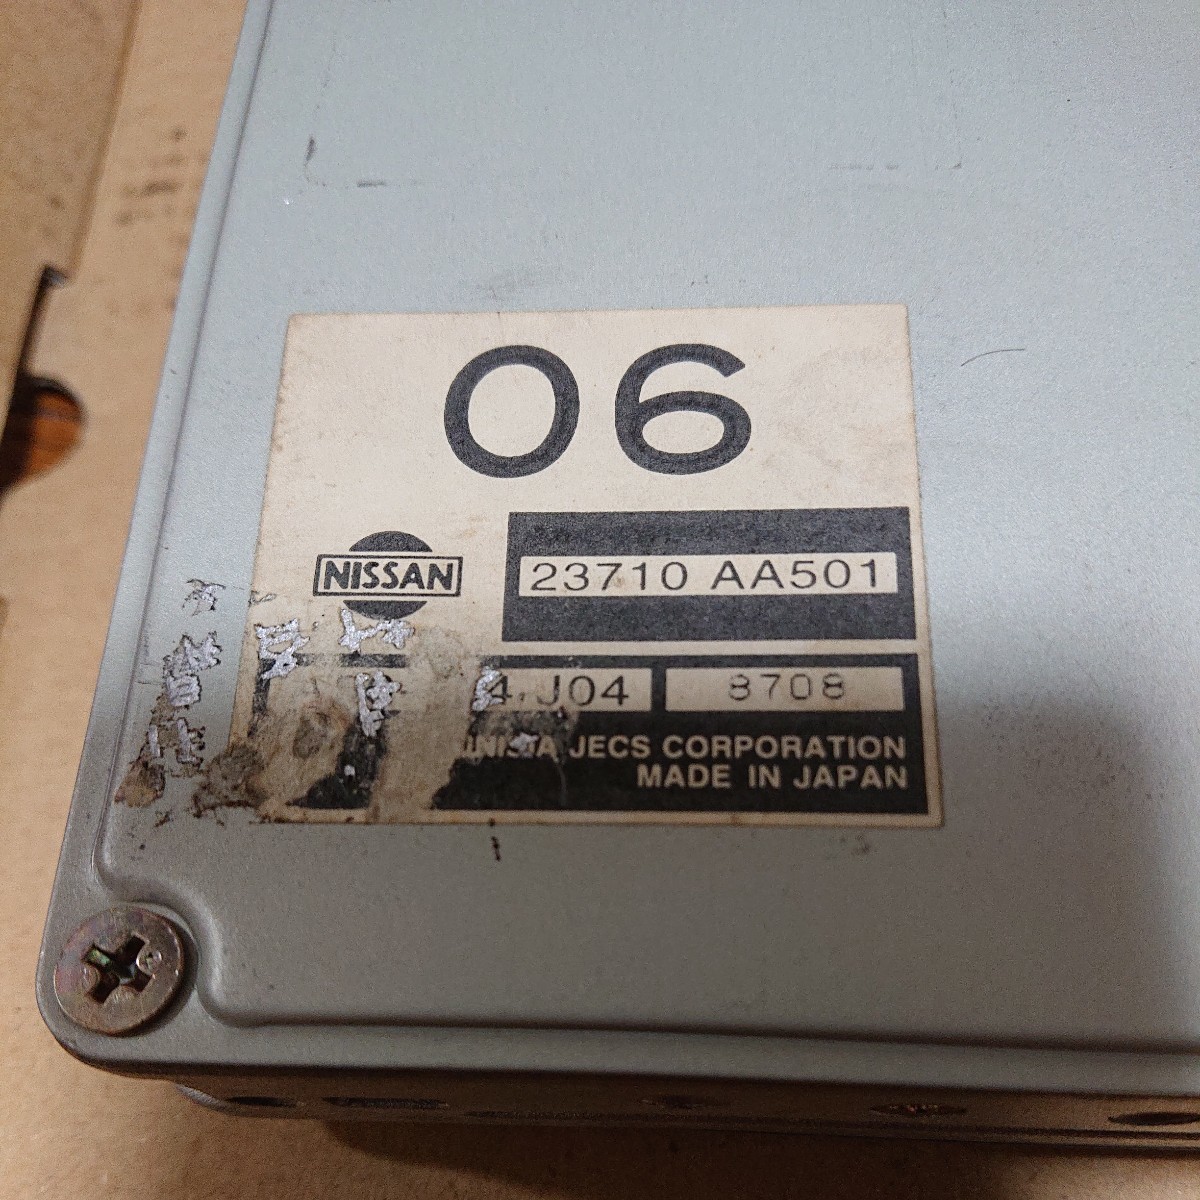 06
NISSAN
23710 AA501
4 J04
8708
JECS CORPORATION
MADE IN JAPAN